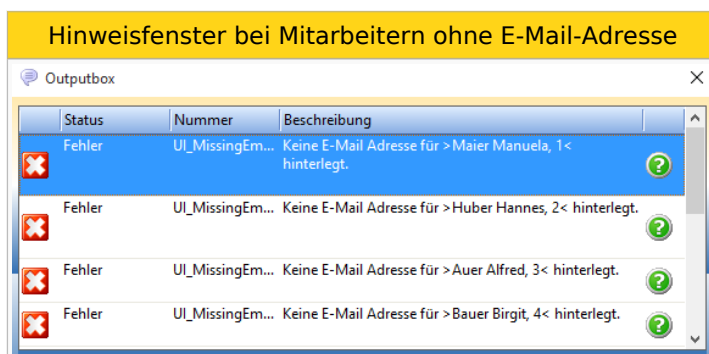 Hinweisfenster bei Mitarbeitern ohne E-Mail-Adresse
Outputbox
Status Nummer Beschreibung
Fehler UI_MissingEm... Keine E-Mail Adresse für >Maier Manuela, 1<
hinterlegt.
Fehler UI_MissingEm... Keine E-Mail Adresse für >Huber Hannes, 2< hinterlegt.
Fehler UI_MissingEm... Keine E-Mail Adresse für >Auer Alfred, 3< hinterlegt.
Fehler UI_MissingEm... Keine E-Mail Adresse für >Bauer Birgit, 4< hinterlegt.